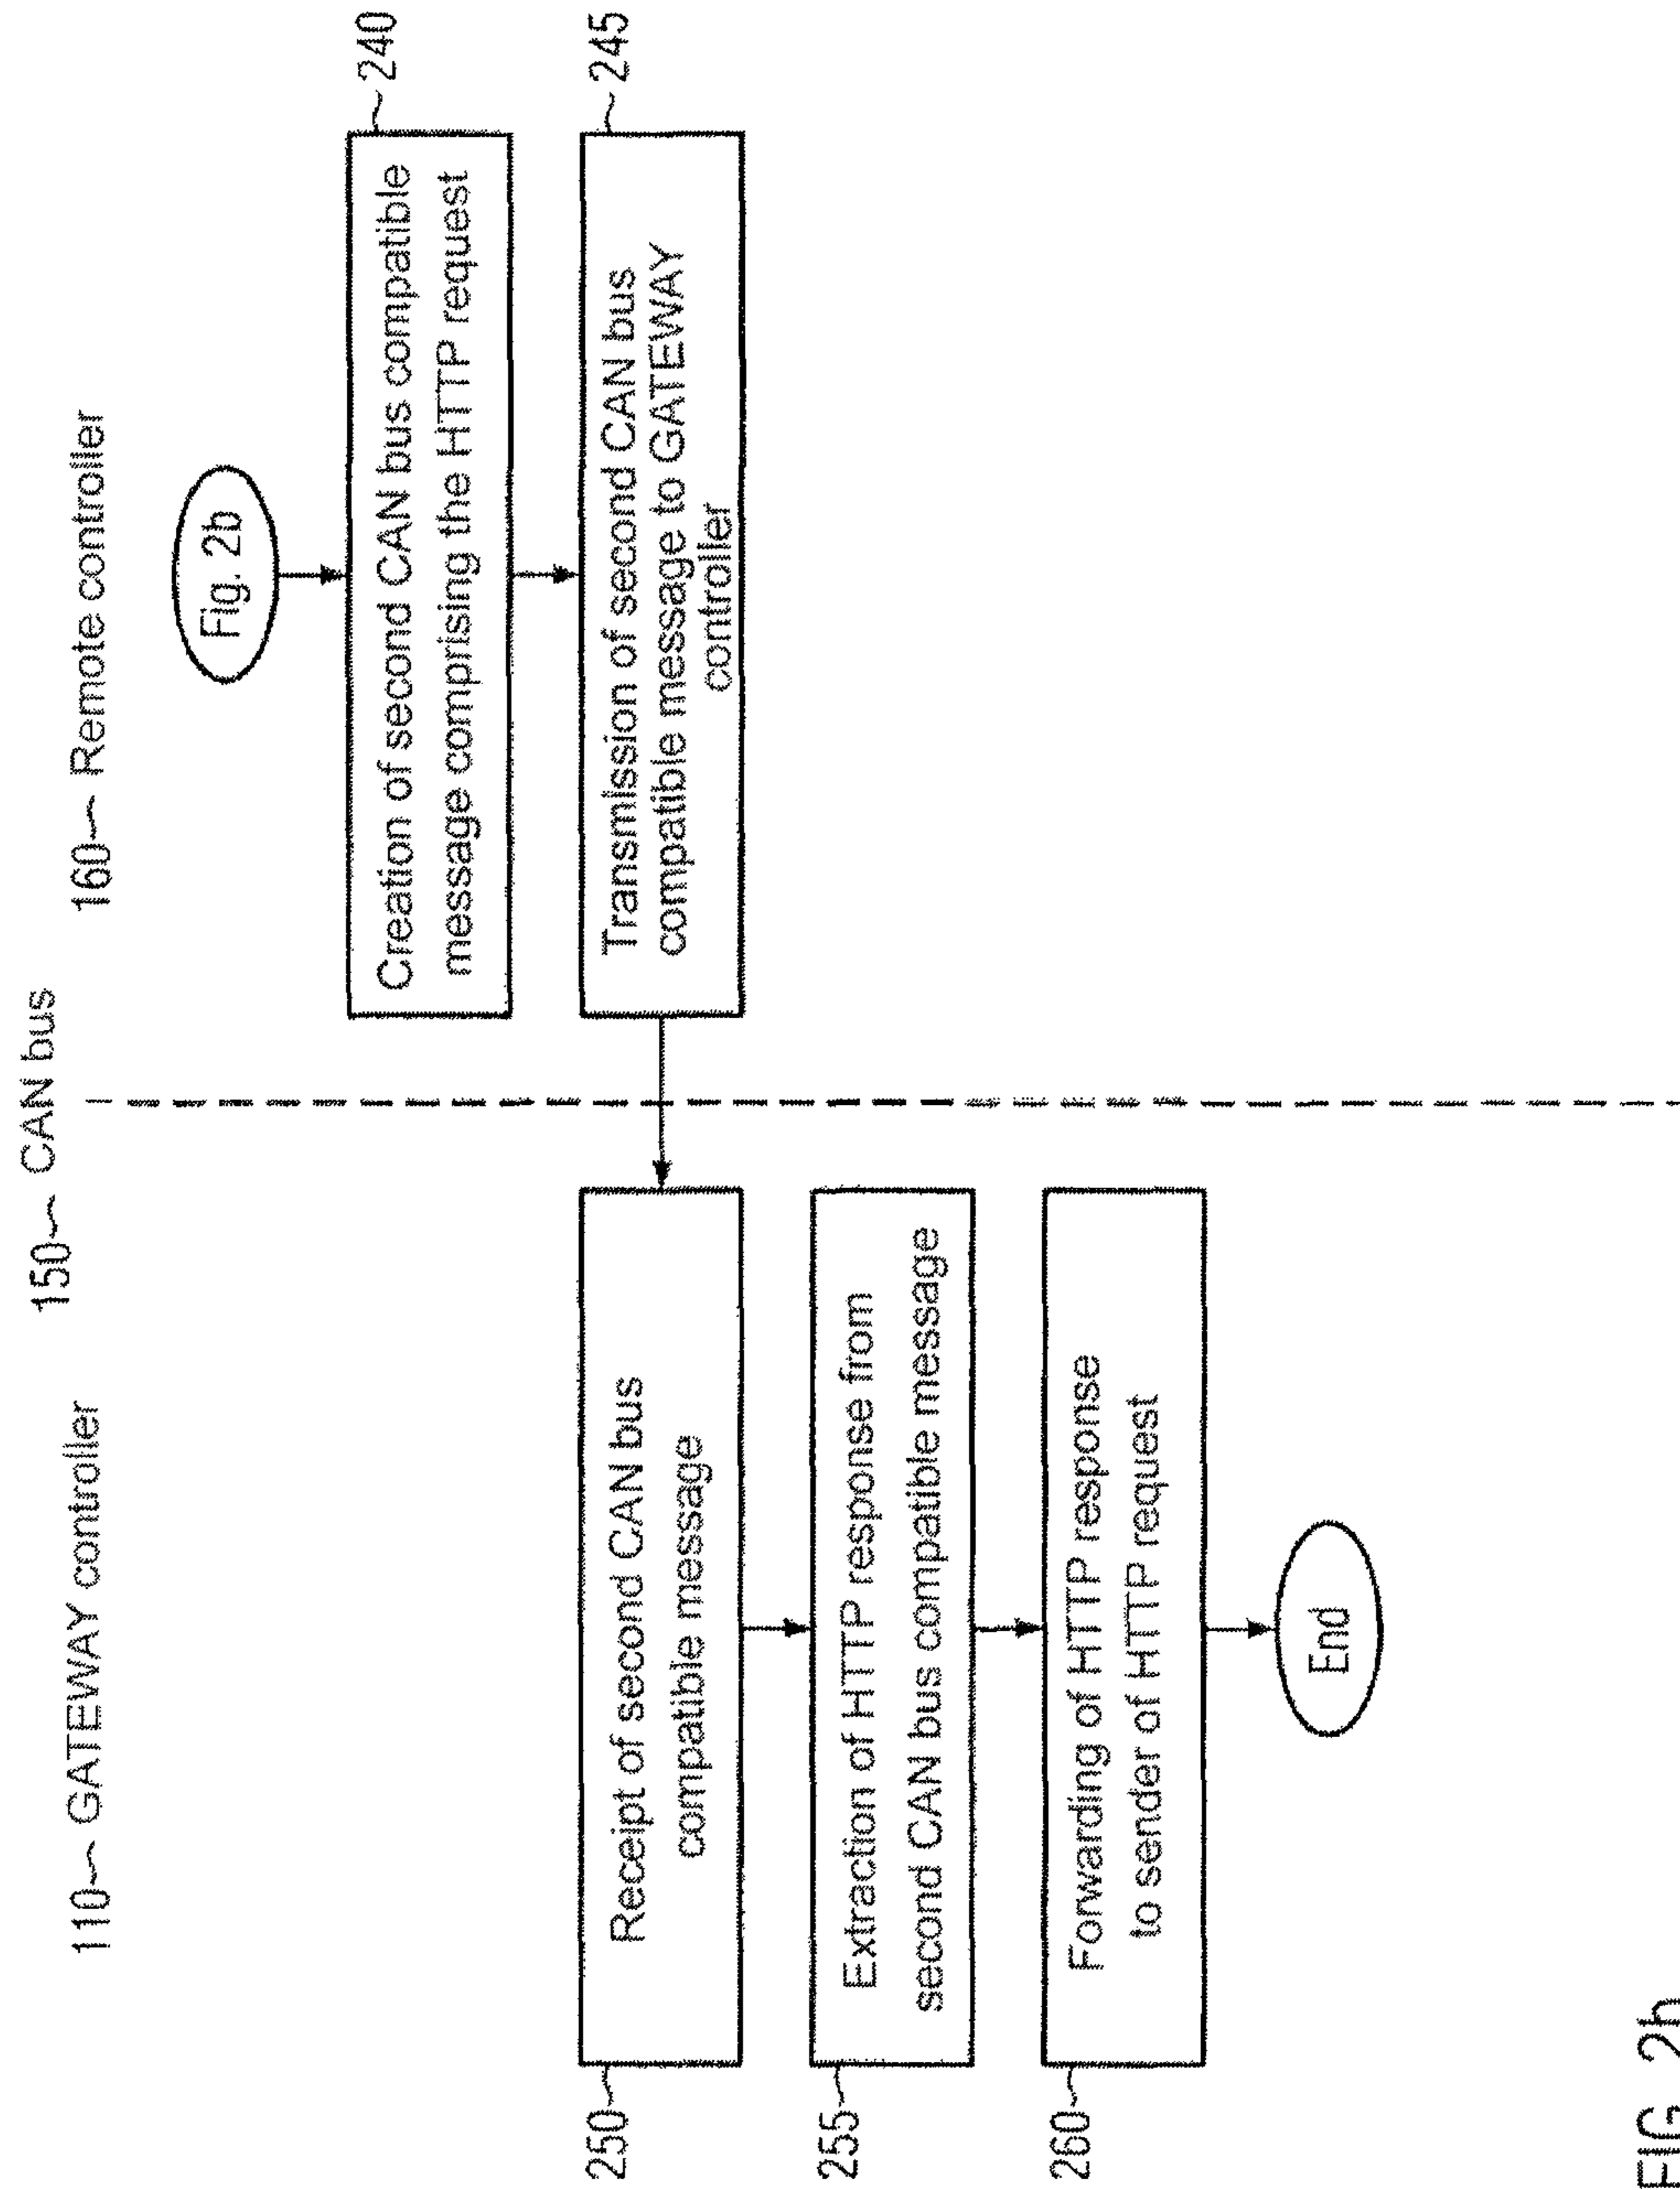 150 CAN bus
110 GATEWAY controller
160 Remote controller
Fig. 2b
Creation of second CAN bus compatible
message comprising the HTTP request
240
Transmission of second CAN bus
compatible message to GATEWAY
controller
245
250
Receipt of second CAN bus
compatible message
255
Extraction of HTTP response from
second CAN bus compatible message
260
Forwarding of HTTP response
to sender of HTTP request
End
FIG 2b